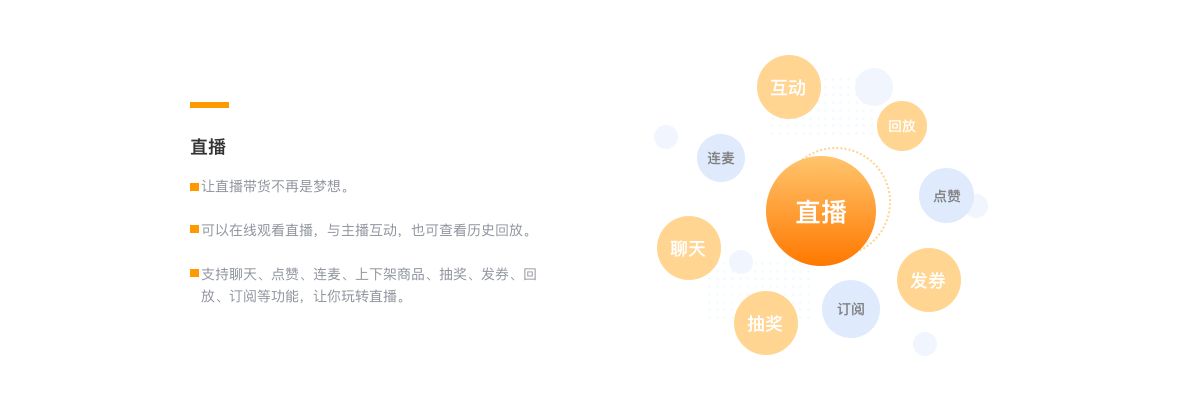 直播
让直播带货不再是梦想。
可以在线观看直播，与主播互动，也可查看历史回放。
支持聊天、点赞、连麦、上下架商品、抽奖、发券、回
放、订阅等功能，让你玩转直播。
互动
回放
连麦
点赞
直播
聊天
发券
订阅
抽奖